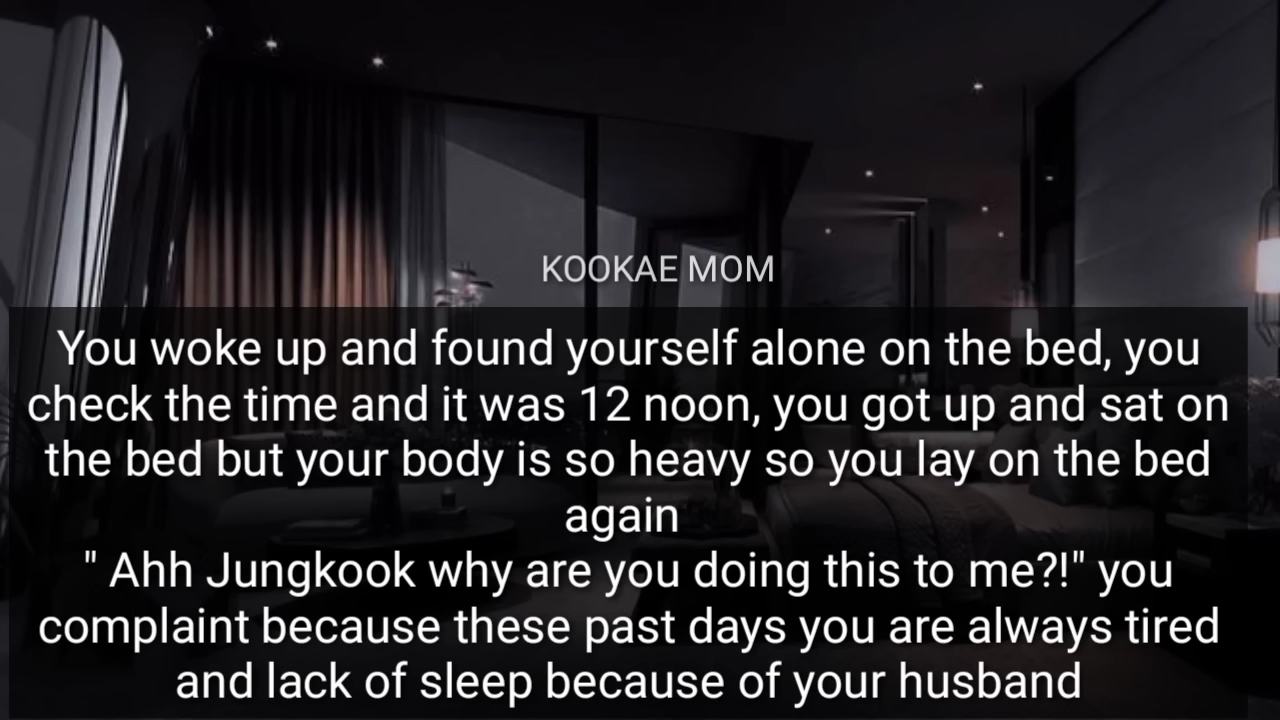 KOOKAE MOM
You woke up and found yourself alone on the bed, you
check the time and it was 12 noon, you got up and sat on
the bed but your body is so heavy so you lay on the bed
again
" Ahh Jungkook why are you doing this to me?!" you
complaint because these past days you are always tired
and lack of sleep because of your husband